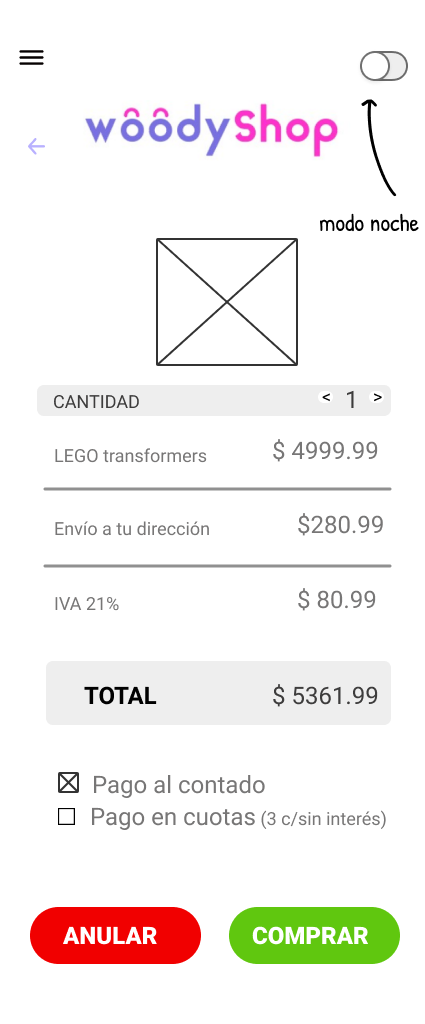 wôôdyShop
modo noche
CANTIDAD < 1 >
LEGO transformers $ 4999.99
Envío a tu dirección $280.99
IVA 21% $ 80.99
TOTAL $ 5361.99
Pago al contado
Pago en cuotas (3 c/sin interés)
ANULAR COMPRAR